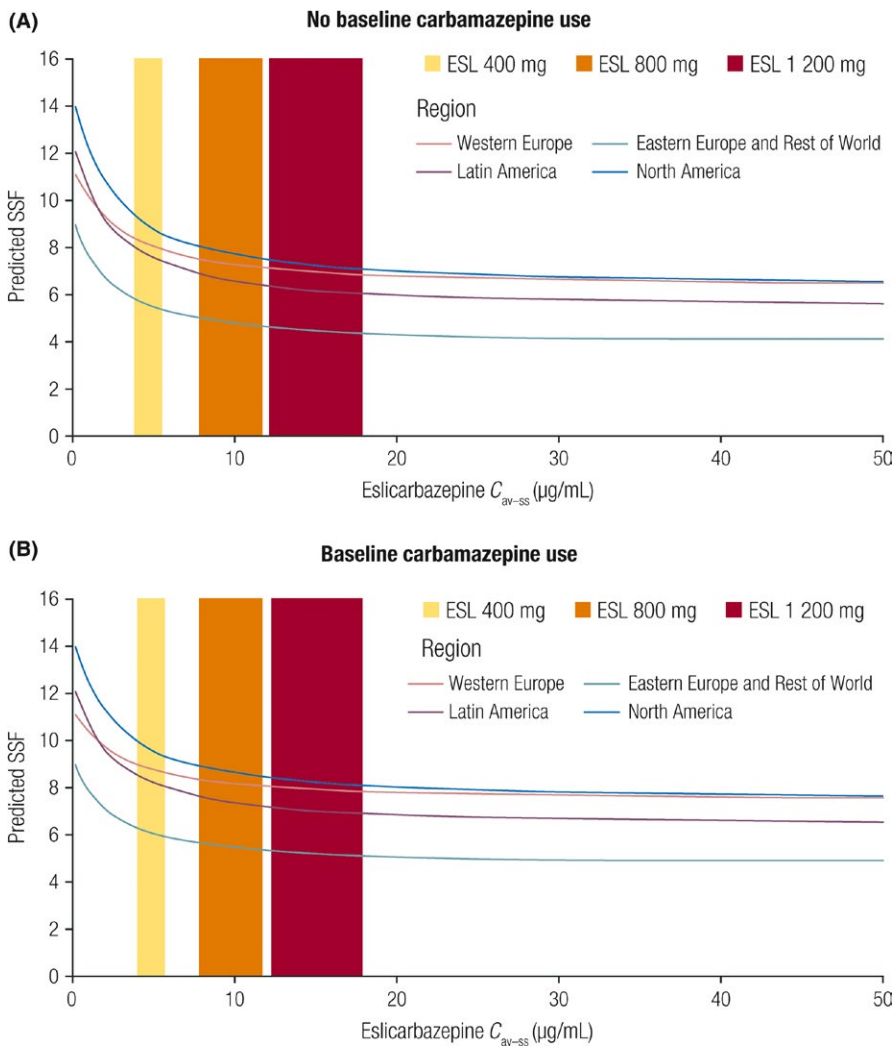 (A)
No baseline carbamazepine use
16
14
12
10
8
6
4
2
0
Predicted SSF
ESL 400 mg ESL 800 mg ESL 1 200 mg
Region
Western Europe Eastern Europe and Rest of World
Latin America North America
0 10 20 30 40 50
Eslicarbazepine Cav–ss (µg/mL)
(B)
Baseline carbamazepine use
16
14
12
10
8
6
4
2
0
Predicted SSF
ESL 400 mg ESL 800 mg ESL 1 200 mg
Region
Western Europe Eastern Europe and Rest of World
Latin America North America
0 10 20 30 40 50
Eslicarbazepine Cav–ss (µg/mL)